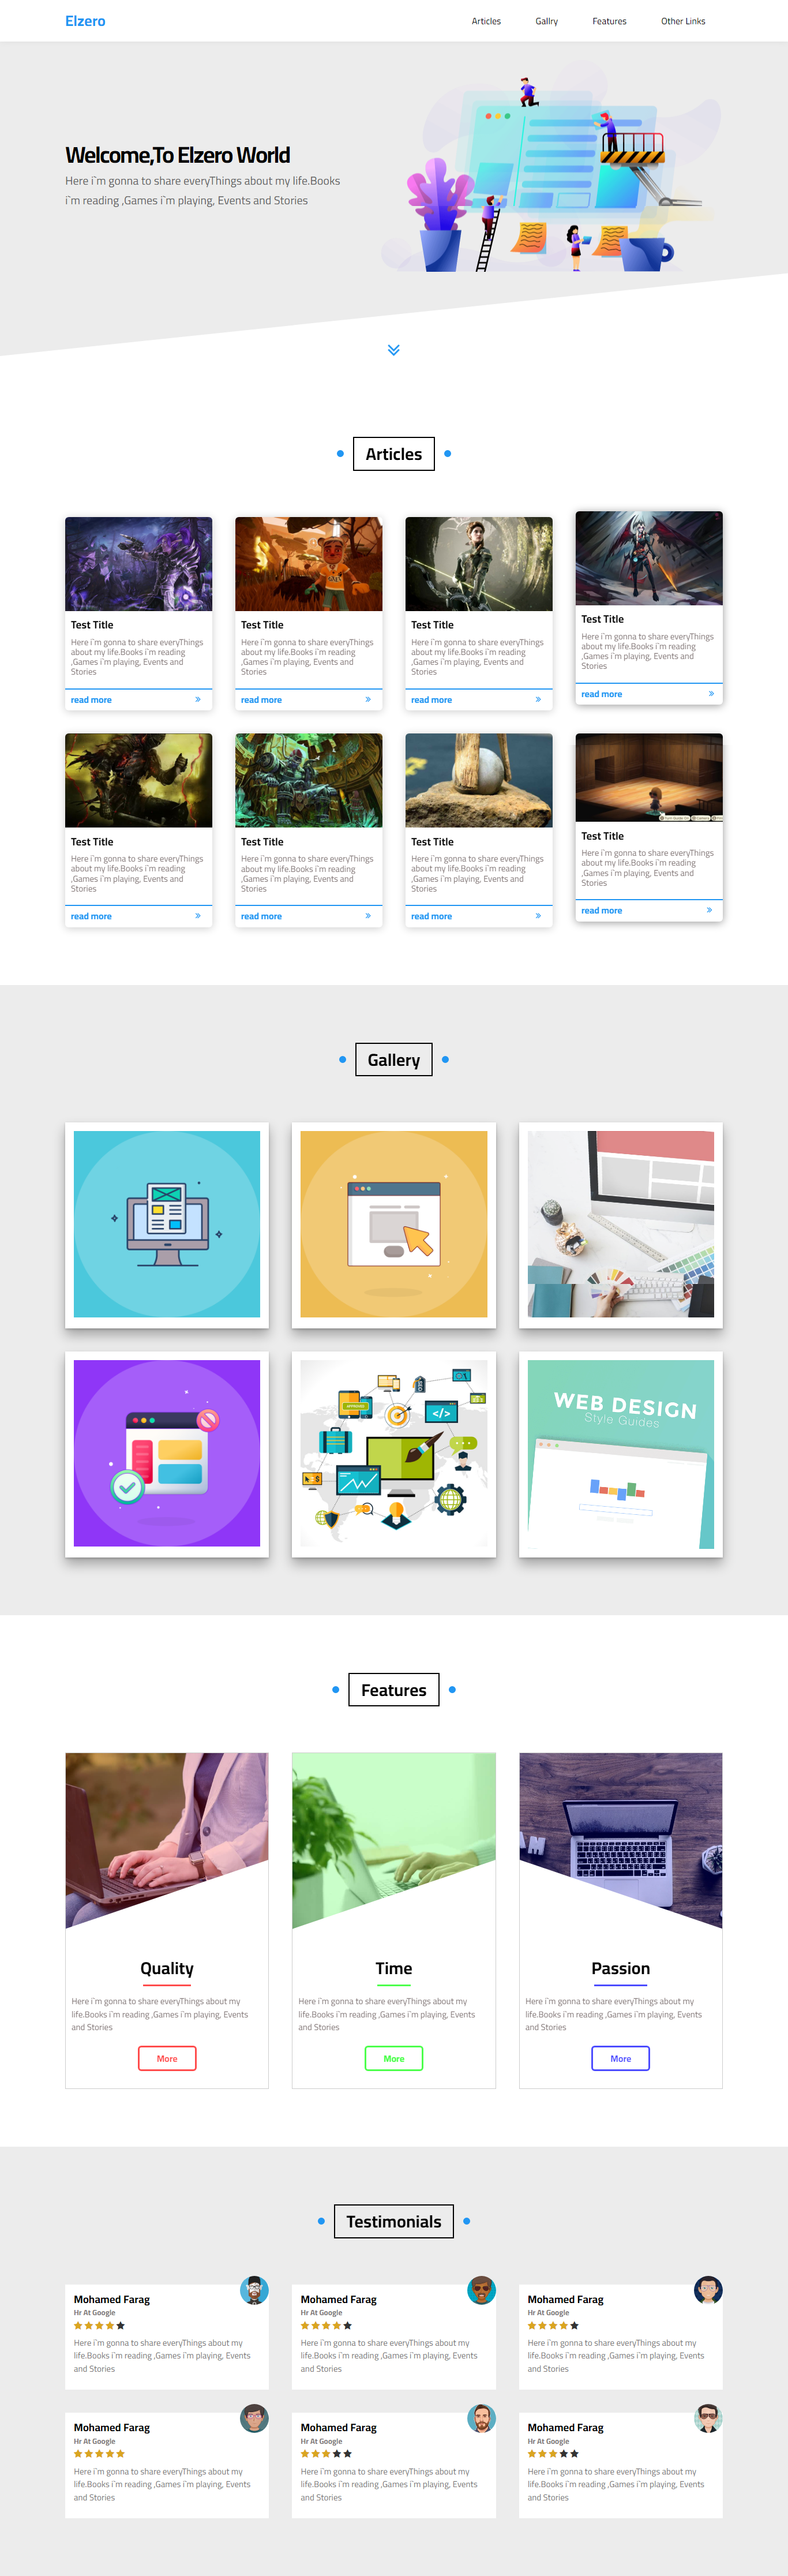 Elzero
Articles
Gallry
Features
Other Links
Welcome,To Elzero World
Here i`m gonna to share everyThings about my life.Books
i`m reading ,Games i`m playing, Events and Stories
Articles
Test Title
Here i`m gonna to share everyThings
about my life.Books i`m reading
,Games i`m playing, Events and
Stories
read more
Test Title
Here i`m gonna to share everyThings
about my life.Books i`m reading
,Games i`m playing, Events and
Stories
read more
Test Title
Here i`m gonna to share everyThings
about my life.Books i`m reading
,Games i`m playing, Events and
Stories
read more
Test Title
Here i`m gonna to share everyThings
about my life.Books i`m reading
,Games i`m playing, Events and
Stories
read more
Test Title
Here i`m gonna to share everyThings
about my life.Books i`m reading
,Games i`m playing, Events and
Stories
read more
Test Title
Here i`m gonna to share everyThings
about my life.Books i`m reading
,Games i`m playing, Events and
Stories
read more
Test Title
Here i`m gonna to share everyThings
about my life.Books i`m reading
,Games i`m playing, Events and
Stories
read more
Test Title
Here i`m gonna to share everyThings
about my life.Books i`m reading
,Games i`m playing, Events and
Stories
read more
Gallery
</>
WEB DESIGN
Style Guides
Features
Quality
Here i`m gonna to share everyThings about my
life.Books i`m reading ,Games i`m playing, Events
and Stories
More
Time
Here i`m gonna to share everyThings about my
life.Books i`m reading ,Games i`m playing, Events
and Stories
More
Passion
Here i`m gonna to share everyThings about my
life.Books i`m reading ,Games i`m playing, Events
and Stories
More
Testimonials
Mohamed Farag
Hr At Google
Here i`m gonna to share everyThings about my
life.Books i`m reading ,Games i`m playing, Events
and Stories
Mohamed Farag
Hr At Google
Here i`m gonna to share everyThings about my
life.Books i`m reading ,Games i`m playing, Events
and Stories
Mohamed Farag
Hr At Google
Here i`m gonna to share everyThings about my
life.Books i`m reading ,Games i`m playing, Events
and Stories
Mohamed Farag
Hr At Google
Here i`m gonna to share everyThings about my
life.Books i`m reading ,Games i`m playing, Events
and Stories
Mohamed Farag
Hr At Google
Here i`m gonna to share everyThings about my
life.Books i`m reading ,Games i`m playing, Events
and Stories
Mohamed Farag
Hr At Google
Here i`m gonna to share everyThings about my
life.Books i`m reading ,Games i`m playing, Events
and Stories